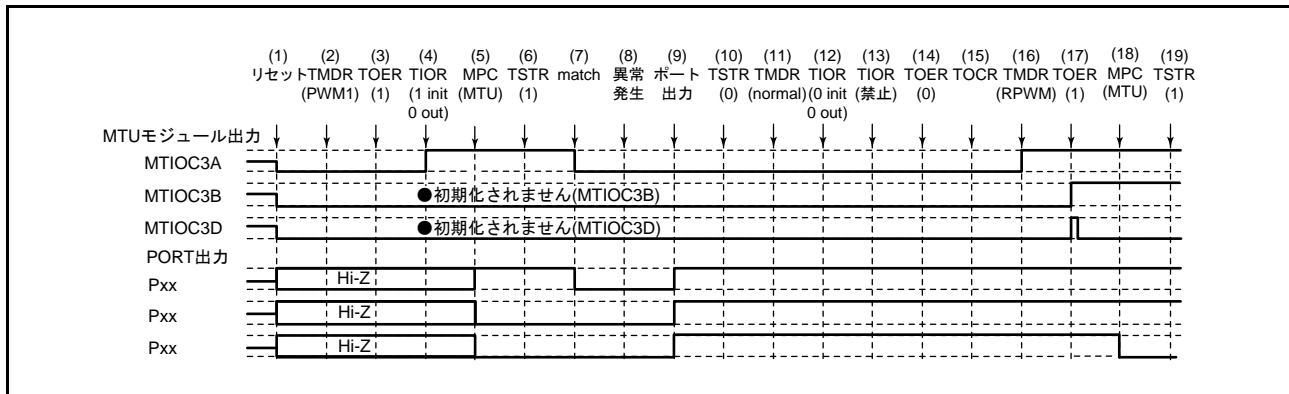 (1) (2) (3) (4) (5) (6) (7) (8) (9) (10) (11) (12) (13) (14) (15) (16) (17) (18) (19)
リセット TMDR TOER TIOR MPC TSTR match 異常 ポート TSTR TMDR TIOR TIOR TOER TOCR TMDR TOER MPC TSTR
(PWM1) (1) (1 init (MTU) (1) 発生 出力 (0) (normal) (0 init (禁止) (0) (RPWM) (1) (MTU) (1)
0 out) 0 out)
MTUモジュール出力
MTIOC3A
MTIOC3B ●初期化されません(MTIOC3B)
MTIOC3D ●初期化されません(MTIOC3D)
PORT出力
Pxx Hi-Z
Pxx Hi-Z
Pxx Hi-Z